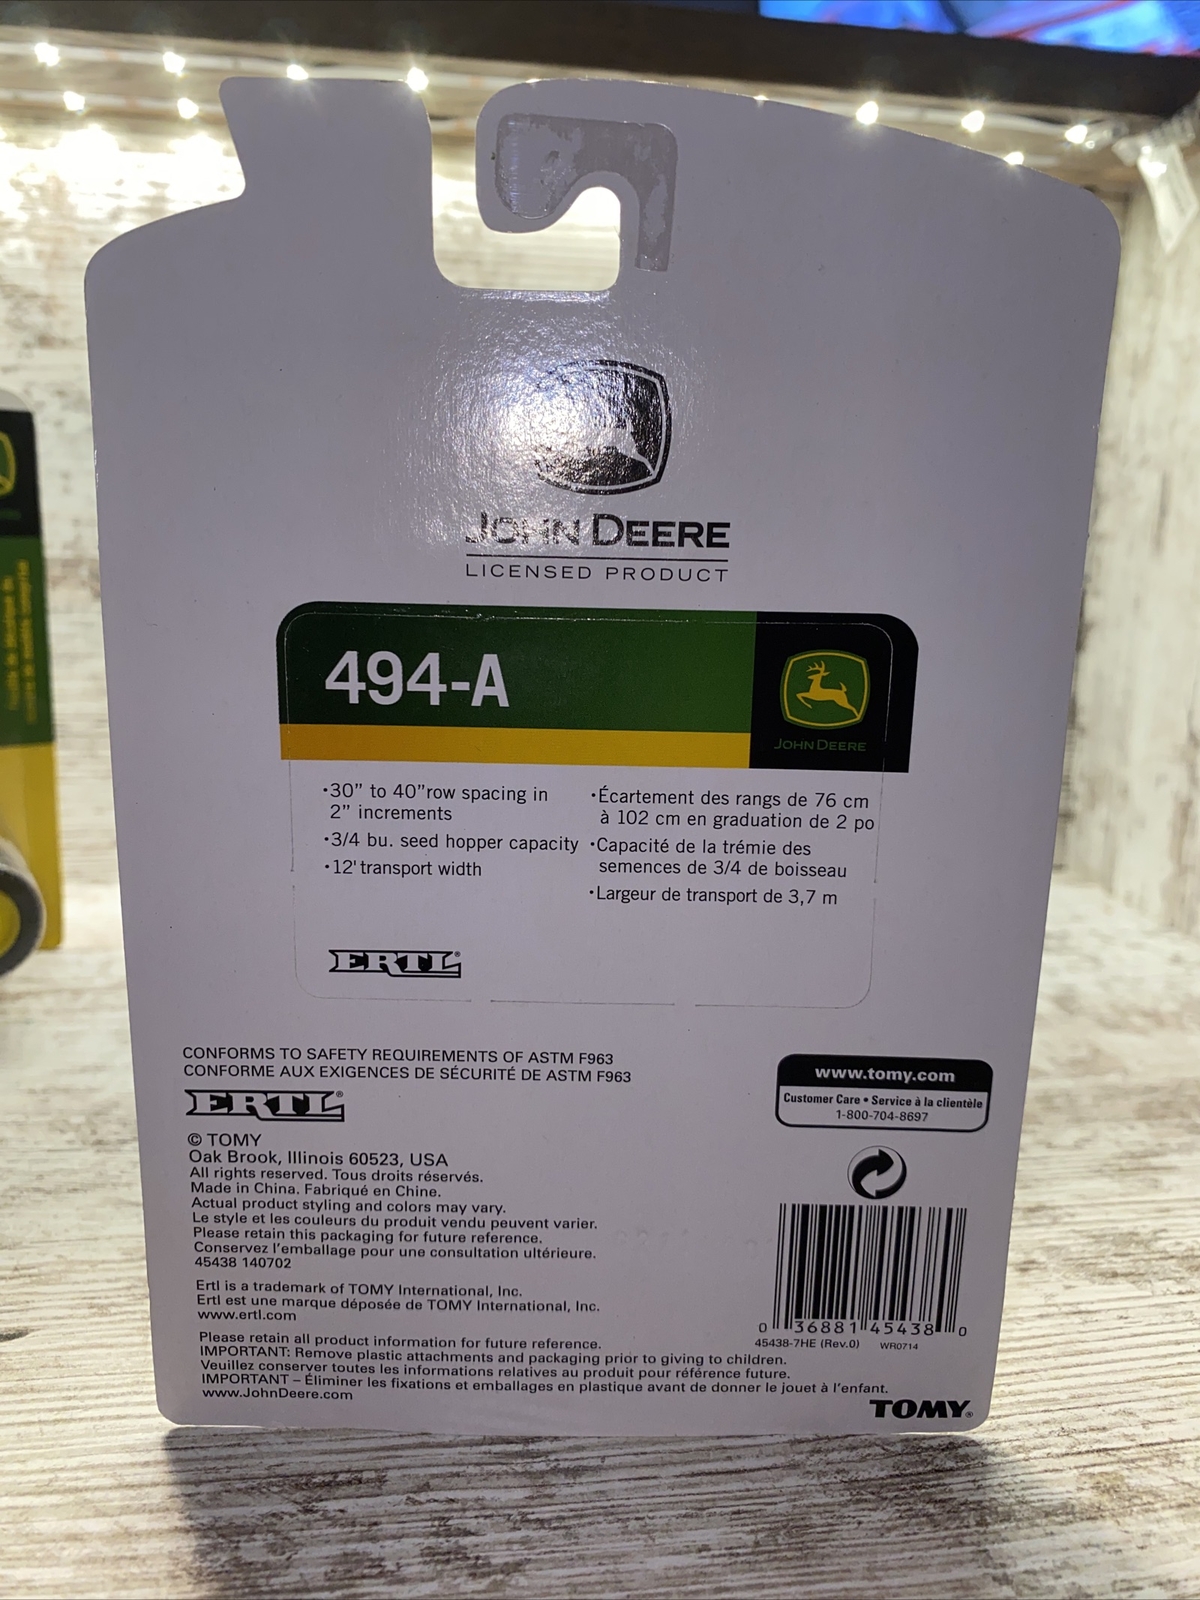 JOHN DEERE
LICENSED PRODUCT
494-A
JOHN DEERE
·30” to 40”row spacing in
2” increments
·3/4 bu. seed hopper capacity
·12' transport width
·Écartement des rangs de 76 cm
à 102 cm en graduation de 2 po
·Capacité de la trémie des
semences de 3/4 de boisseau
·Largeur de transport de 3,7 m
ERTL®
CONFORMS TO SAFETY REQUIREMENTS OF ASTM F963
CONFORME AUX EXIGENCES DE SÉCURITÉ DE ASTM F963
ERTL®
© TOMY
Oak Brook, Illinois 60523, USA
All rights reserved. Tous droits réservés.
Made in China. Fabriqué en Chine.
Actual product styling and colors may vary.
Le style et les couleurs du produit vendu peuvent varier.
Please retain this packaging for future reference.
Conservez l’emballage pour une consultation ultérieure.
45438 140702
Ertl is a trademark of TOMY International, Inc.
Ertl est une marque déposée de TOMY International, Inc.
www.ertl.com
Please retain all product information for future reference.
IMPORTANT: Remove plastic attachments and packaging prior to giving to children.
Veuillez conserver toutes les informations relatives au produit pour référence future.
IMPORTANT – Éliminer les fixations et emballages en plastique avant de donner le jouet à l’enfant.
www.JohnDeere.com
www.tomy.com
Customer Care • Service à la clientèle
1-800-704-8697
0 36881 45438 0
45438-7HE (Rev.0) WR0714
TOMY®